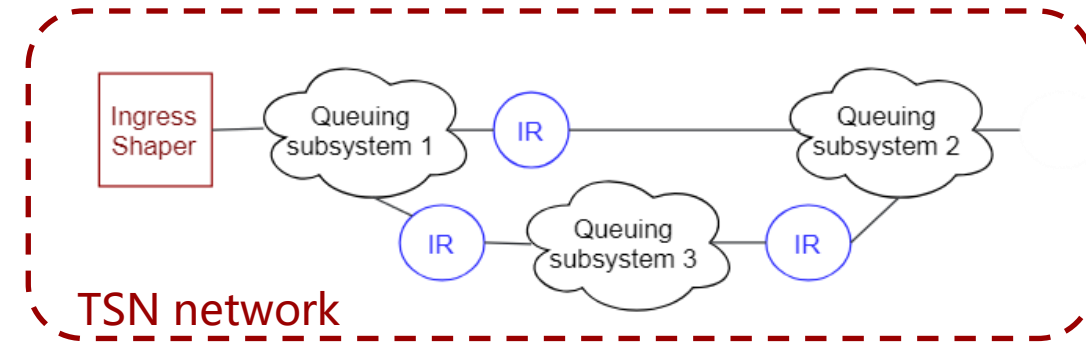 Ingress
Shaper
Queuing
subsystem 1
IR
Queuing
subsystem 2
IR
Queuing
subsystem 3
IR
TSN network